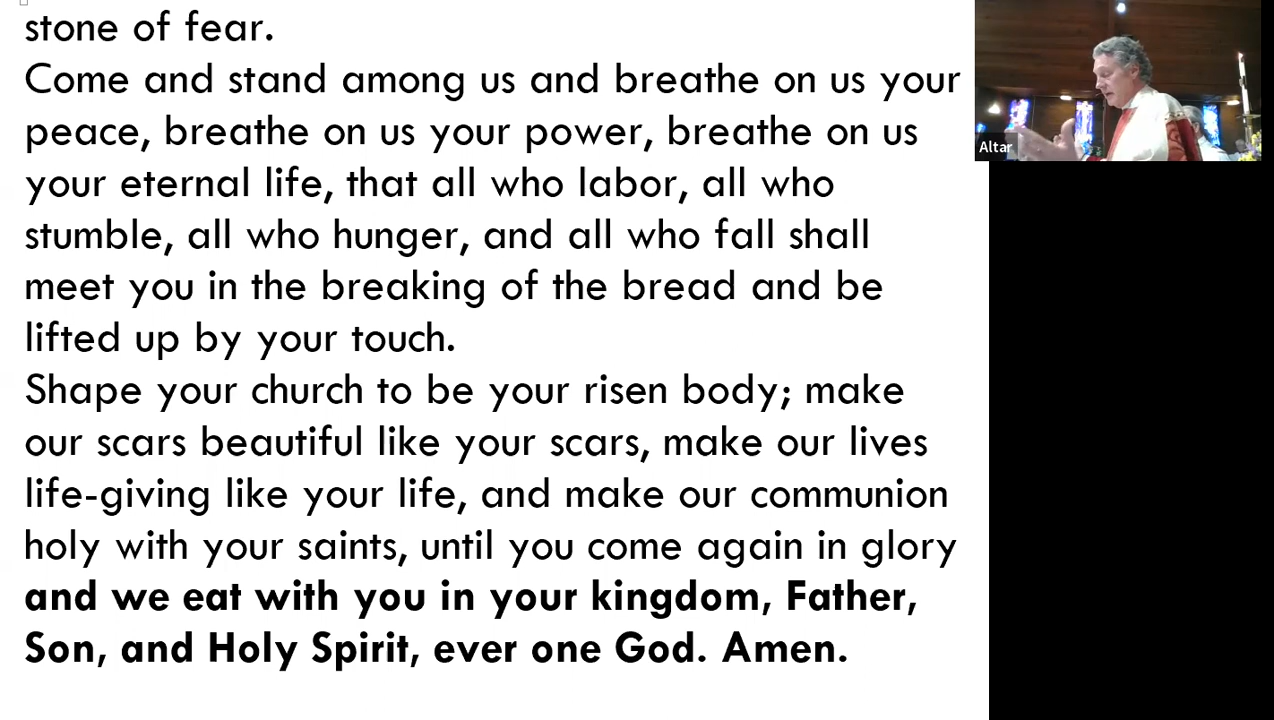 stone of fear.
Come and stand among us and breathe on us your
peace, breathe on us your power, breathe on us
your eternal life, that all who labor, all who
stumble, all who hunger, and all who fall shall
meet you in the breaking of the bread and be
lifted up by your touch.
Shape your church to be your risen body; make
our scars beautiful like your scars, make our lives
life-giving like your life, and make our communion
holy with your saints, until you come again in glory
and we eat with you in your kingdom, Father,
Son, and Holy Spirit, ever one God. Amen.
Altar